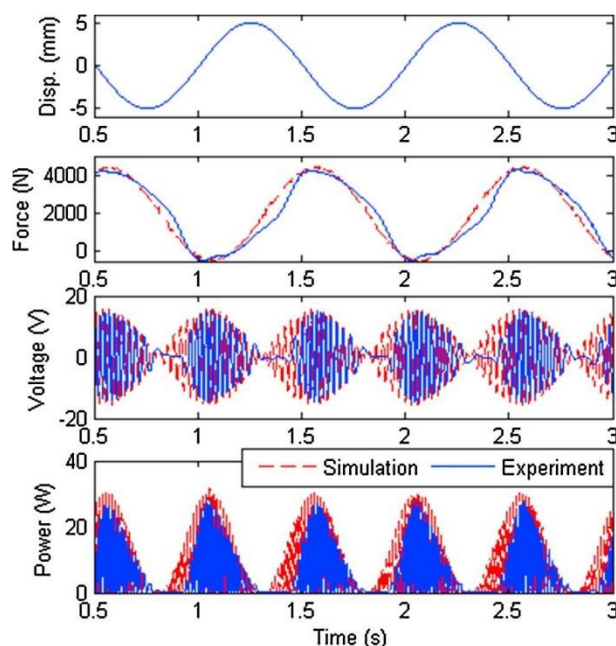 Disp. (mm)
5
0
-5
0.5 1 1.5 2 2.5 3
Force (N)
4000
2000
0
0.5 1 1.5 2 2.5 3
Voltage (V)
20
0
-20
0.5 1 1.5 2 2.5 3
Simulation Experiment
Power (W)
40
20
0
0.5 1 1.5 2 2.5 3
Time (s)